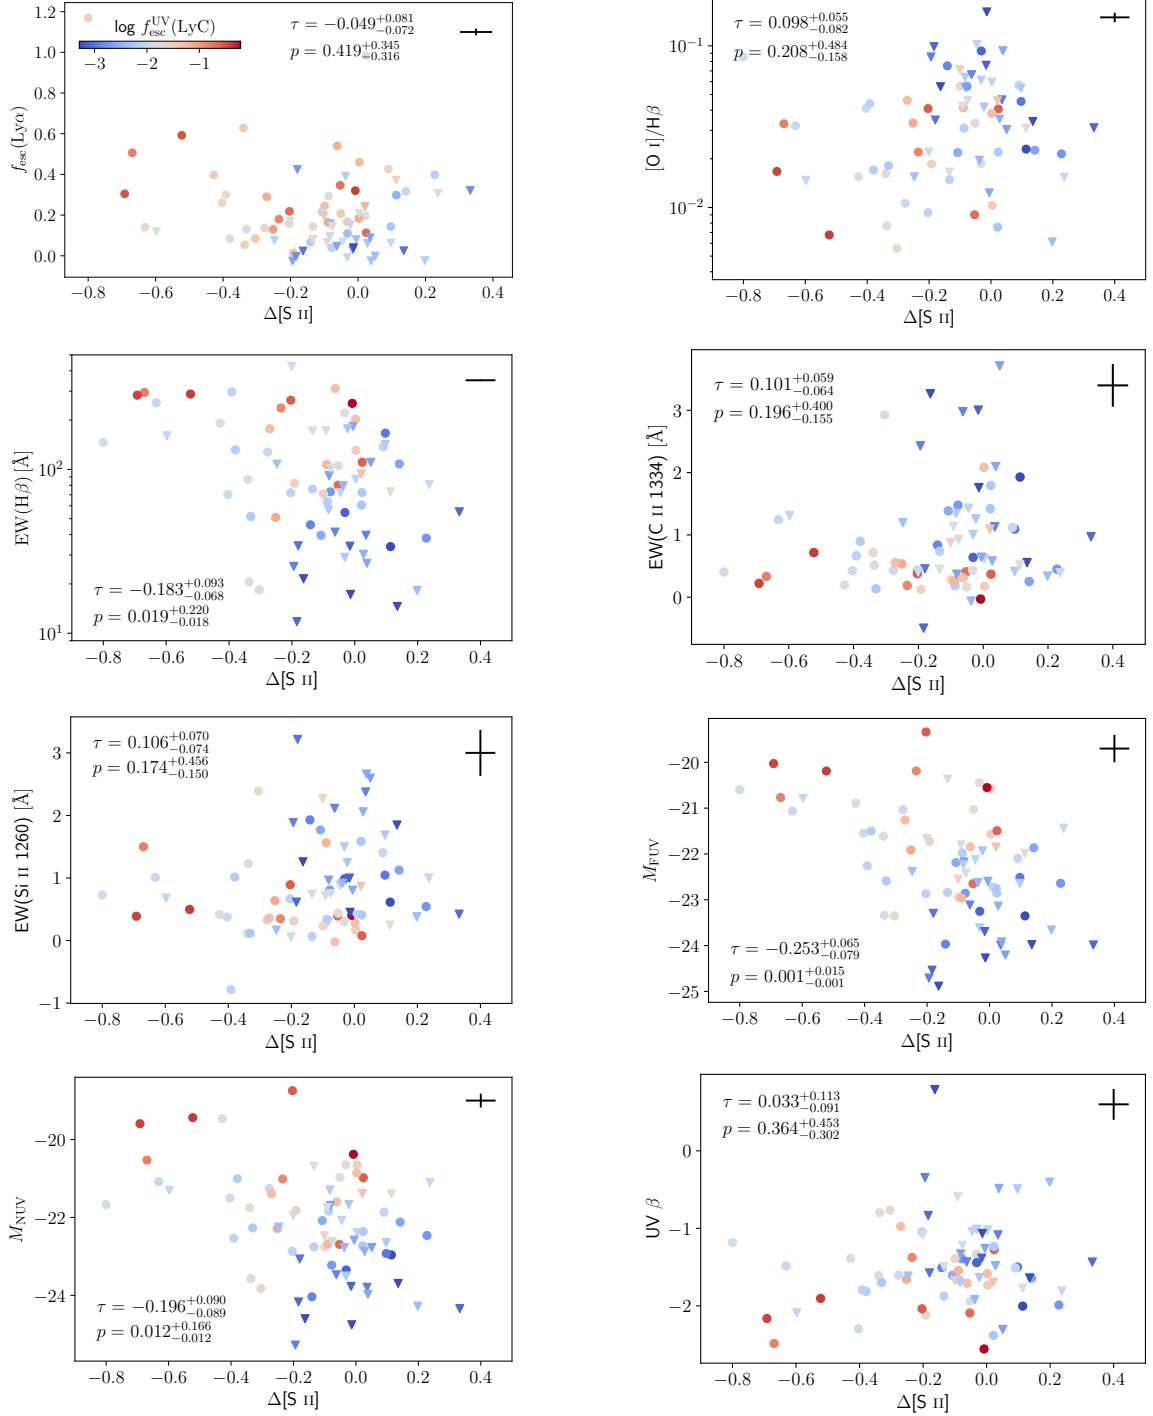 1.2
1.0
0.8
0.6
0.4
0.2
0.0
f_esc(Lyα)
log f_esc^UV(LyC)
−3 −2 −1
τ = −0.049 +0.081 −0.072
p = 0.419 +0.345 −0.316
−0.8 −0.6 −0.4 −0.2 0.0 0.2 0.4
Δ[S II]
10⁻¹
10⁻²
[O I]/Hβ
τ = 0.098 +0.055 −0.082
p = 0.208 +0.484 −0.158
−0.8 −0.6 −0.4 −0.2 0.0 0.2 0.4
Δ[S II]
10²
10¹
EW(Hβ) [Å]
τ = −0.183 +0.093 −0.068
p = 0.019 +0.220 −0.018
−0.8 −0.6 −0.4 −0.2 0.0 0.2 0.4
Δ[S II]
3
2
1
0
EW(C II 1334) [Å]
τ = 0.101 +0.059 −0.064
p = 0.196 +0.400 −0.155
−0.8 −0.6 −0.4 −0.2 0.0 0.2 0.4
Δ[S II]
3
2
1
0
−1
EW(Si II 1260) [Å]
τ = 0.106 +0.070 −0.074
p = 0.174 +0.456 −0.150
−0.8 −0.6 −0.4 −0.2 0.0 0.2 0.4
Δ[S II]
−20
−21
−22
−23
−24
−25
M_FUV
τ = −0.253 +0.065 −0.079
p = 0.001 +0.015 −0.001
−0.8 −0.6 −0.4 −0.2 0.0 0.2 0.4
Δ[S II]
−20
−22
−24
M_NUV
τ = −0.196 +0.090 −0.089
p = 0.012 +0.166 −0.012
−0.8 −0.6 −0.4 −0.2 0.0 0.2 0.4
Δ[S II]
0
−1
−2
UV β
τ = 0.033 +0.113 −0.091
p = 0.364 +0.453 −0.302
−0.8 −0.6 −0.4 −0.2 0.0 0.2 0.4
Δ[S II]